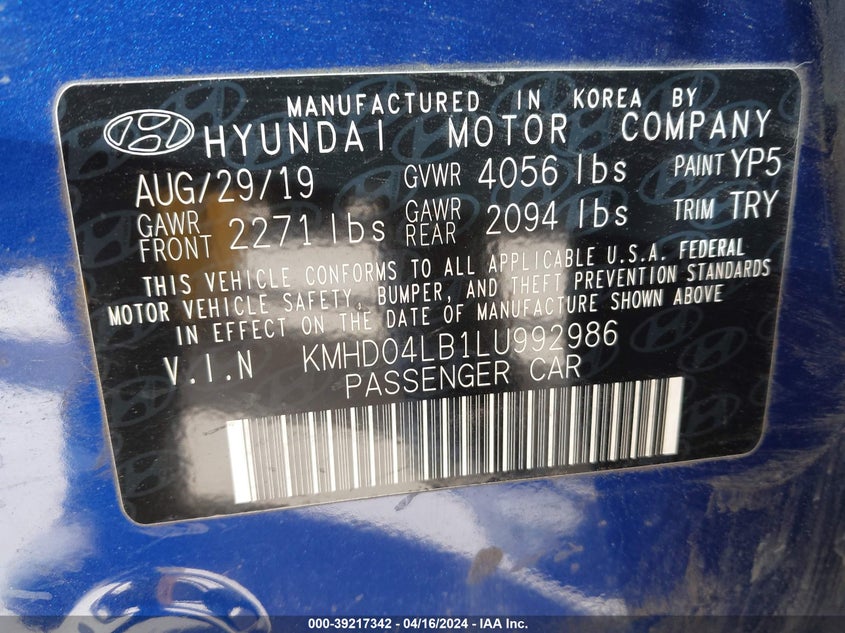 MANUFACTURED IN KOREA BY
HYUNDAI MOTOR COMPANY
AUG/29/19 GVWR 4056 lbs PAINT YP5
GAWR FRONT 2271 lbs GAWR REAR 2094 lbs TRIM TRY
THIS VEHICLE CONFORMS TO ALL APPLICABLE U.S.A. FEDERAL
MOTOR VEHICLE SAFETY, BUMPER, AND THEFT PREVENTION STANDARDS
IN EFFECT ON THE DATE OF MANUFACTURE SHOWN ABOVE
V.I.N KMHD04LB1LU992986
PASSENGER CAR
000-39217342 - 04/16/2024 - IAA Inc.